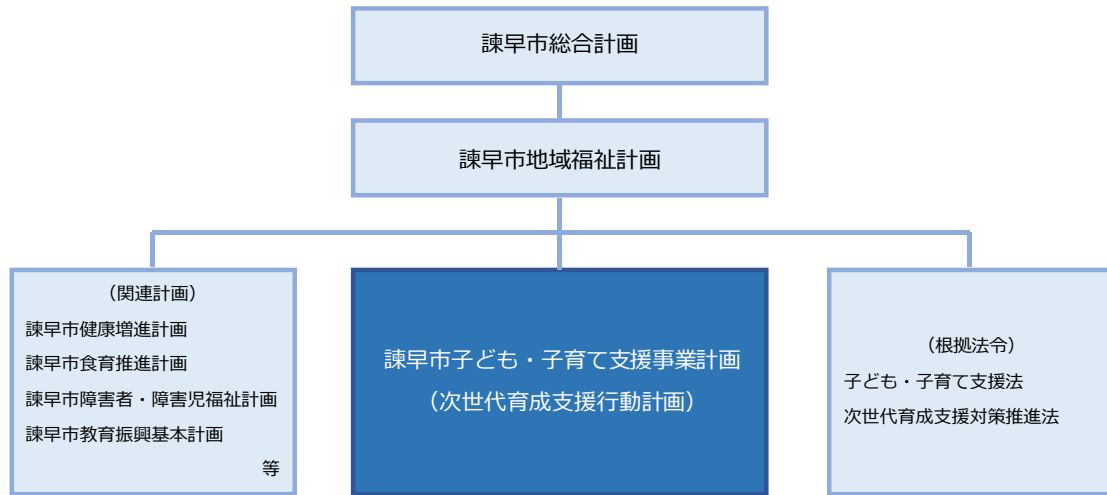 諫早市総合計画
諫早市地域福祉計画
（関連計画）
諫早市健康増進計画
諫早市食育推進計画
諫早市障害者・障害児福祉計画
諫早市教育振興基本計画
等
諫早市子ども・子育て支援事業計画
（次世代育成支援行動計画）
（根拠法令）
子ども・子育て支援法
次世代育成支援対策推進法